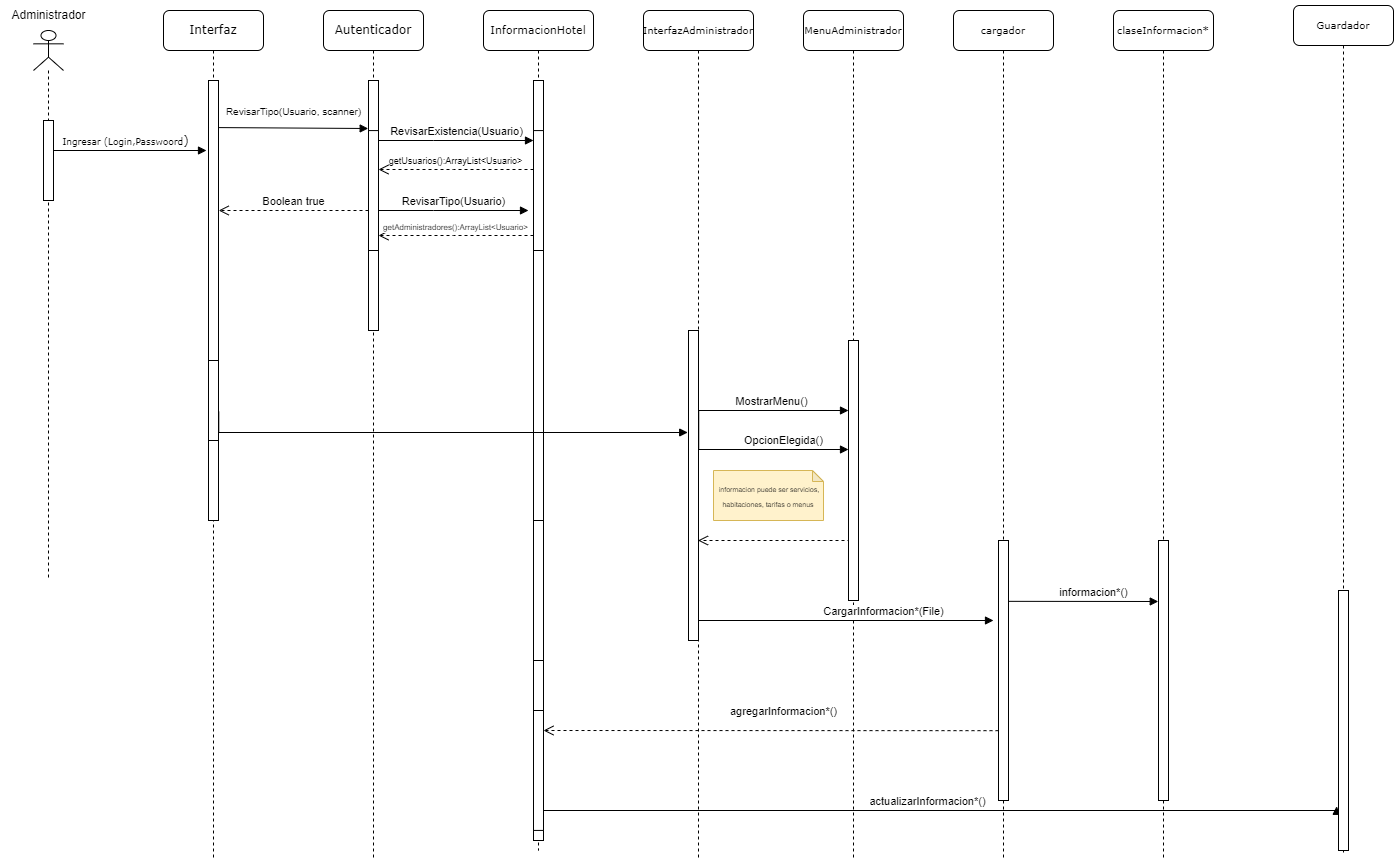 Administrador
Interfaz
Autenticador
InformacionHotel
InterfazAdministrador
MenuAdministrador
cargador
claseInformacion*
Guardador
RevisarTipo(Usuario, scanner)
RevisarExistencia(Usuario)
Ingresar (Login,Passwoord)
getUsuarios():ArrayList<Usuario>
Boolean true
RevisarTipo(Usuario)
getAdministradores():ArrayList<Usuario>
MostrarMenu()
OpcionElegida()
informacion puede ser servicios,
habitaciones, tarifas o menus
informacion*()
CargarInformacion*(File)
agregarInformacion*()
actualizarInformacion*()